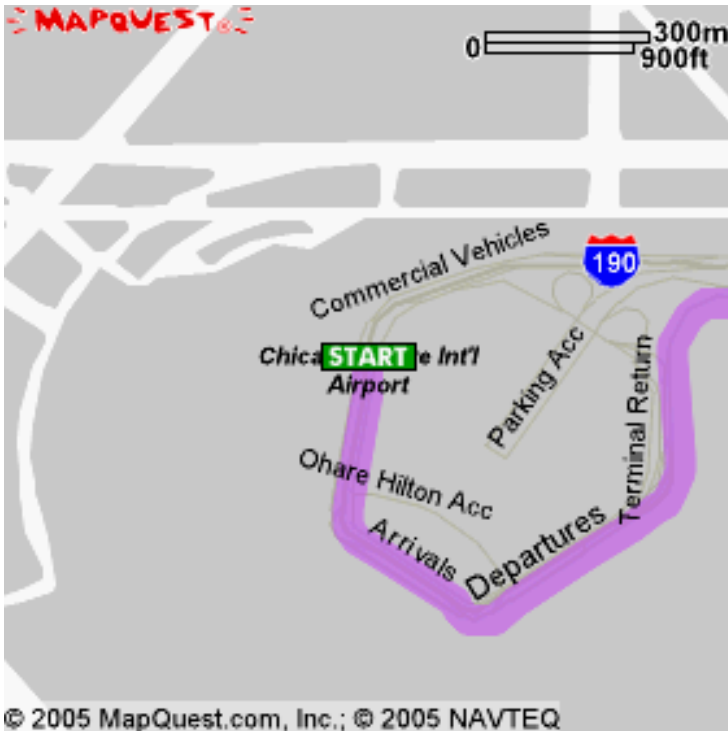 MAPQUEST®
0 300m
900ft
Commercial Vehicles
190
Chica START e Int'l
Airport
Parking Acc
Terminal Return
Ohare Hilton Acc
Arrivals
Departures
© 2005 MapQuest.com, Inc.; © 2005 NAVTEQ